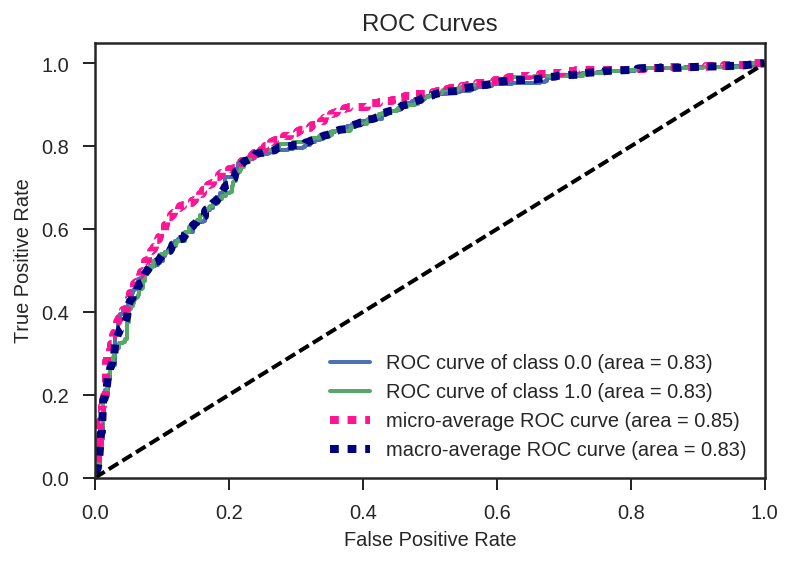 ROC Curves
True Positive Rate
1.0
0.8
0.6
0.4
0.2
0.0
ROC curve of class 0.0 (area = 0.83)
ROC curve of class 1.0 (area = 0.83)
micro-average ROC curve (area = 0.85)
macro-average ROC curve (area = 0.83)
0.0 0.2 0.4 0.6 0.8 1.0
False Positive Rate